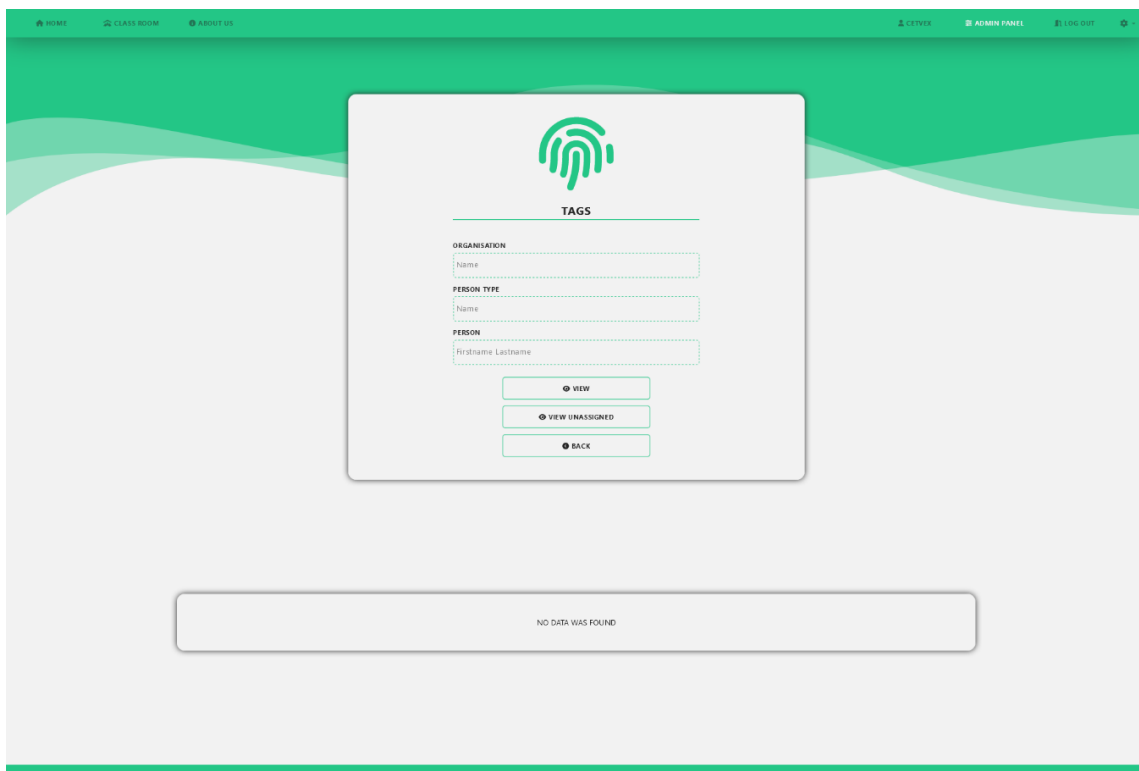 HOME CLASS ROOM ABOUT US CETVEX ADMIN PANEL LOG OUT
TAGS
ORGANISATION
Name
PERSON TYPE
Name
PERSON
Firstname Lastname
VIEW
VIEW UNASSIGNED
BACK
NO DATA WAS FOUND